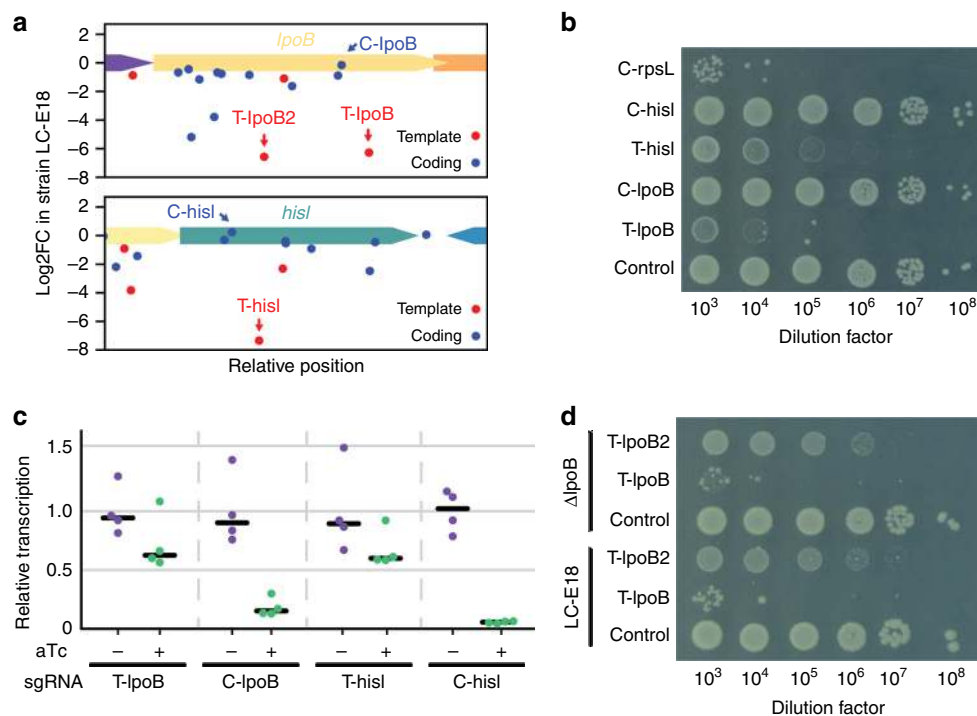 a
Log2FC in strain LC-E18
2
0
−2
−4
−6
−8
lpoB
C-lpoB
T-lpoB2
T-lpoB
Template
Coding
2
0
−2
−4
−6
−8
C-hisI
hisI
T-hisI
Template
Coding
Relative position
b
C-rpsL
C-hisI
T-hisI
C-lpoB
T-lpoB
Control
10³ 10⁴ 10⁵ 10⁶ 10⁷ 10⁸
Dilution factor
c
Relative transcription
1.5
1.0
0.5
0
aTc − + − + − + − +
sgRNA T-lpoB C-lpoB T-hisI C-hisI
d
ΔlpoB
T-lpoB2
T-lpoB
Control
LC-E18
T-lpoB2
T-lpoB
Control
10³ 10⁴ 10⁵ 10⁶ 10⁷ 10⁸
Dilution factor